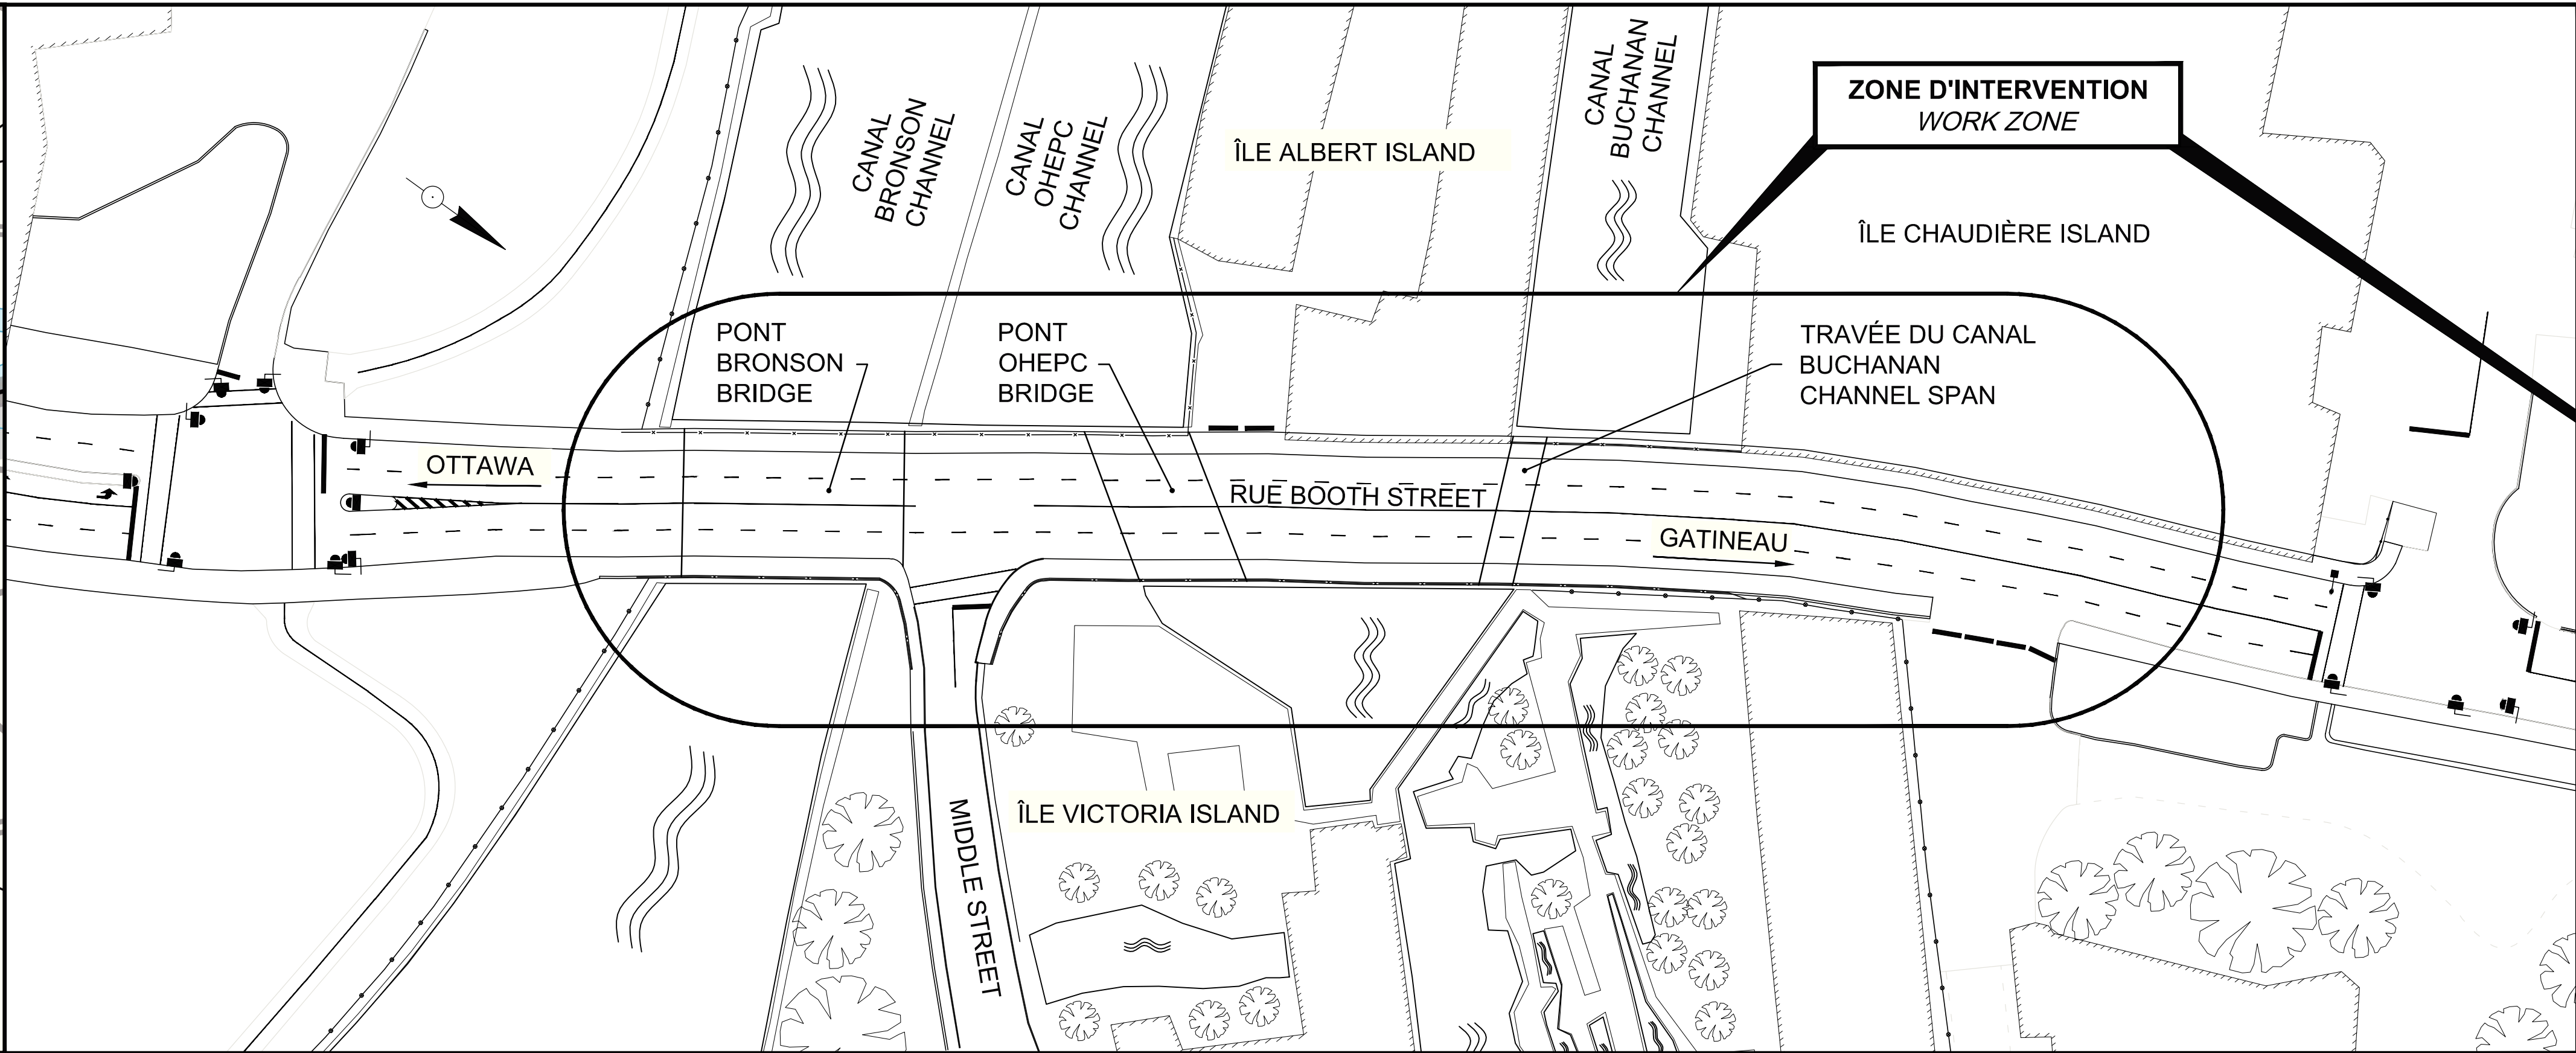 CANAL
BRONSON
CHANNEL
CANAL
OHEPC
CHANNEL
ÎLE ALBERT ISLAND
CANAL
BUCHANAN
CHANNEL
ZONE D'INTERVENTION
WORK ZONE
ÎLE CHAUDIÈRE ISLAND
PONT
BRONSON
BRIDGE
PONT
OHEPC
BRIDGE
TRAVÉE DU CANAL
BUCHANAN
CHANNEL SPAN
OTTAWA
RUE BOOTH STREET
GATINEAU
ÎLE VICTORIA ISLAND
MIDDLE STREET